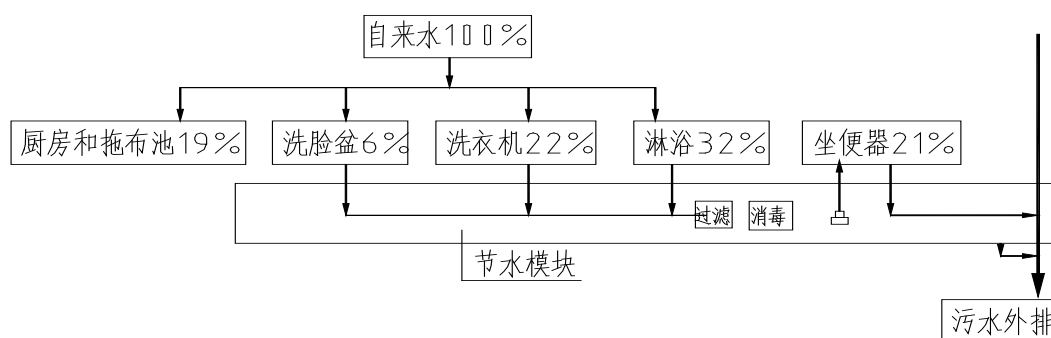 自来水100%
厨房和拖布池19%
洗脸盆6%
洗衣机22%
淋浴32%
坐便器21%
过滤
消毒
节水模块
污水外排